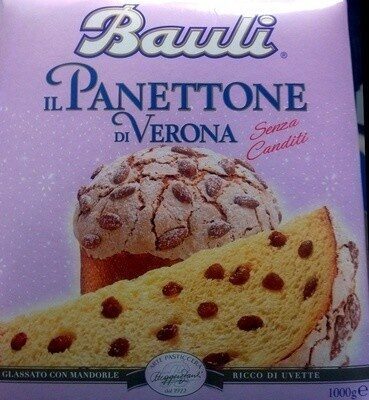 Bauli®
IL PANETTONE
DI VERONA
Senza
Canditi
GLASSATO CON MANDORLE
RICCO DI UVETTE
1000g e